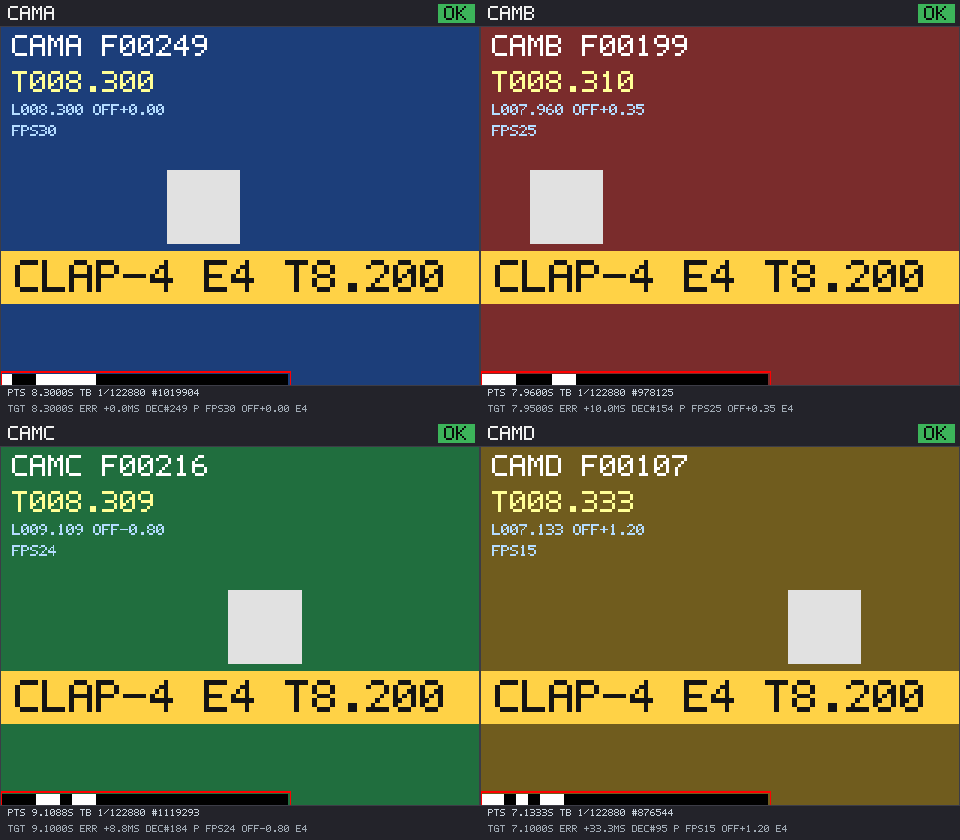 CAMA OK
CAMA F00249
T008.300
L008.300 OFF+0.00
FPS30
CLAP-4 E4 T8.200
PTS 8.3000S TB 1/122880 #1019904
TGT 8.3000S ERR +0.0MS DEC#249 P FPS30 OFF+0.00 E4
CAMB OK
CAMB F00199
T008.310
L007.960 OFF+0.35
FPS25
CLAP-4 E4 T8.200
PTS 7.9600S TB 1/122880 #978125
TGT 7.9500S ERR +10.0MS DEC#154 P FPS25 OFF+0.35 E4
CAMC OK
CAMC F00216
T008.309
L009.109 OFF-0.80
FPS24
CLAP-4 E4 T8.200
PTS 9.1088S TB 1/122880 #1119293
TGT 9.1000S ERR +8.8MS DEC#184 P FPS24 OFF-0.80 E4
CAMD OK
CAMD F00107
T008.333
L007.133 OFF+1.20
FPS15
CLAP-4 E4 T8.200
PTS 7.1333S TB 1/122880 #876544
TGT 7.1000S ERR +33.3MS DEC#95 P FPS15 OFF+1.20 E4